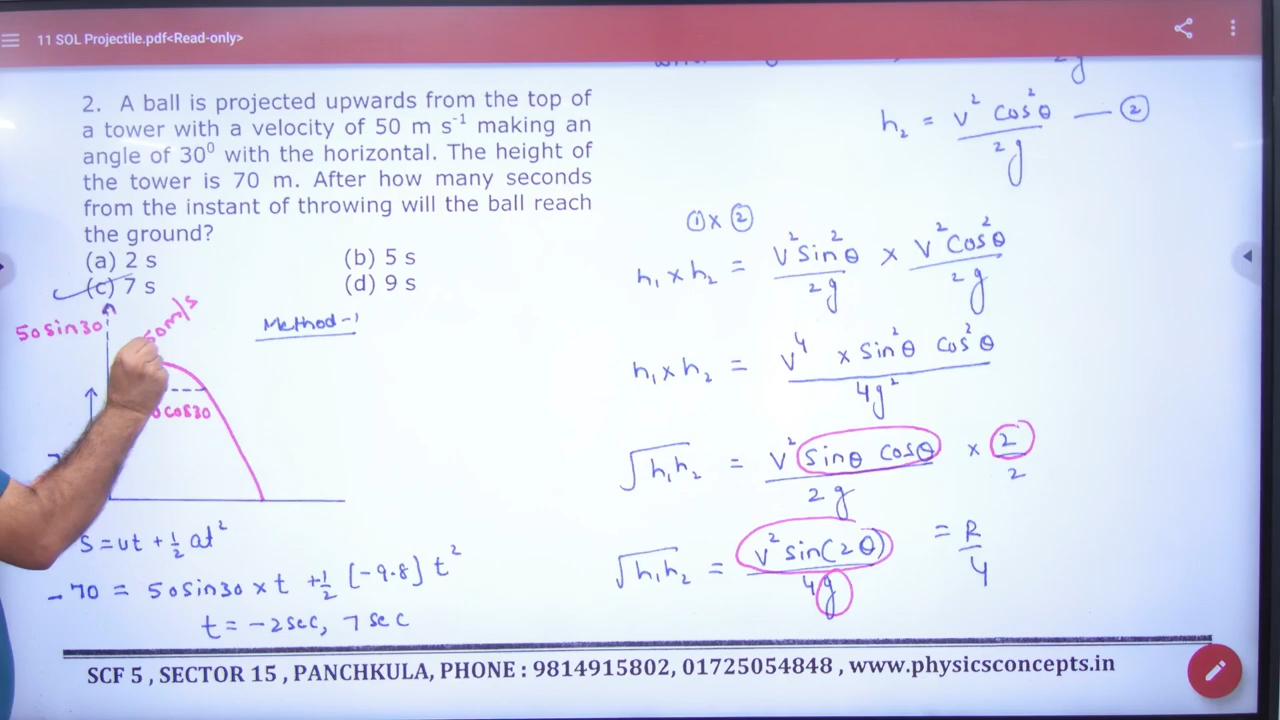 11 SOL Projectile.pdf<Read-only>
2. A ball is projected upwards from the top of
a tower with a velocity of 50 m s⁻¹ making an
angle of 30⁰ with the horizontal. The height of
the tower is 70 m. After how many seconds
from the instant of throwing will the ball reach
the ground?
(a) 2 s (b) 5 s
(c) 7 s (d) 9 s
50sin30
m/s
Method-1
cos30
S = ut + 1/2 at²
-70 = 50sin30 × t + 1/2 [-9.8] t²
t = -2sec, 7 sec
2g
h₂ = v² cos²θ / 2g — ②
① × ②
h₁ × h₂ = v² sin²θ / 2g × v² cos²θ / 2g
h₁ × h₂ = v⁴ × sin²θ cos²θ / 4g²
√h₁h₂ = v² sinθ cosθ / 2g × 2/2
√h₁h₂ = v² sin(2θ) / 4g = R/4
SCF 5 , SECTOR 15 , PANCHKULA, PHONE : 9814915802, 01725054848 , www.physicsconcepts.in